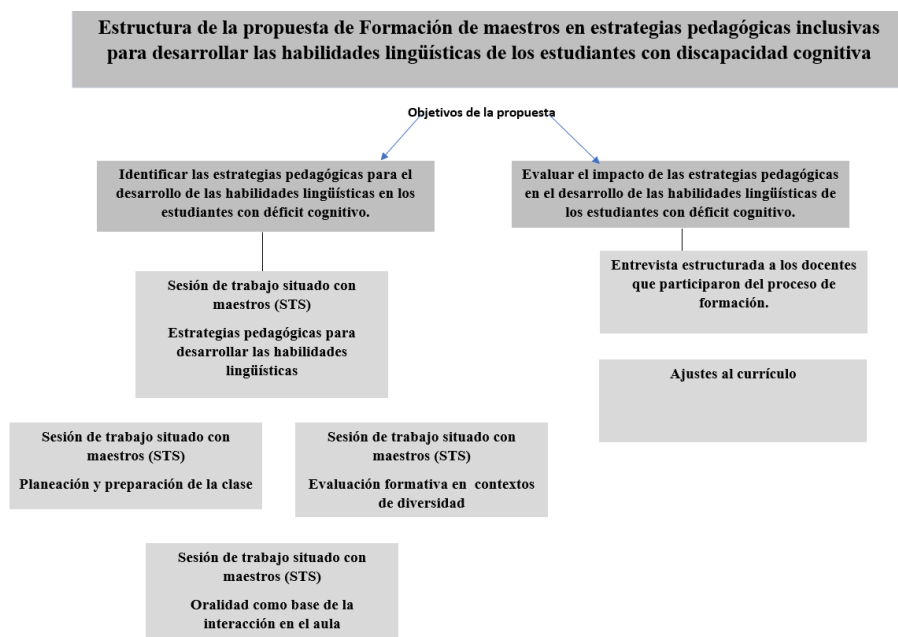 Estructura de la propuesta de Formación de maestros en estrategias pedagógicas inclusivas
para desarrollar las habilidades lingüísticas de los estudiantes con discapacidad cognitiva
Objetivos de la propuesta
Identificar las estrategias pedagógicas para el
desarrollo de las habilidades lingüísticas en los
estudiantes con déficit cognitivo.
Evaluar el impacto de las estrategias pedagógicas
en el desarrollo de las habilidades lingüísticas de
los estudiantes con déficit cognitivo.
Sesión de trabajo situado con
maestros (STS)
Estrategias pedagógicas para
desarrollar las habilidades
lingüísticas
Entrevista estructurada a los docentes
que participaron del proceso de
formación.
Ajustes al currículo
Sesión de trabajo situado con
maestros (STS)
Planeación y preparación de la clase
Sesión de trabajo situado con
maestros (STS)
Evaluación formativa en contextos
de diversidad
Sesión de trabajo situado con
maestros (STS)
Oralidad como base de la
interacción en el aula